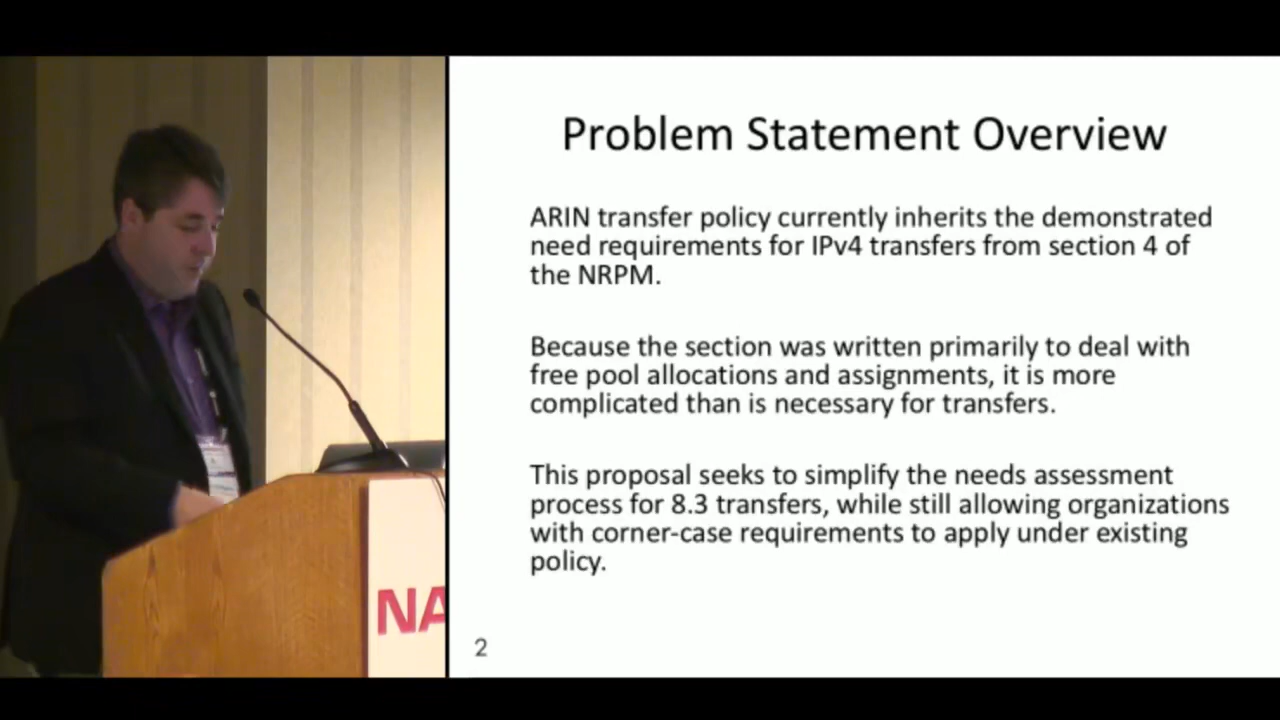 Problem Statement Overview
ARIN transfer policy currently inherits the demonstrated
need requirements for IPv4 transfers from section 4 of
the NRPM.
Because the section was written primarily to deal with
free pool allocations and assignments, it is more
complicated than is necessary for transfers.
This proposal seeks to simplify the needs assessment
process for 8.3 transfers, while still allowing organizations
with corner-case requirements to apply under existing
policy.
2
NA